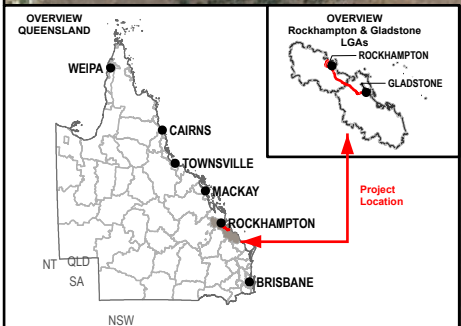 OVERVIEW
QUEENSLAND
WEIPA
CAIRNS
TOWNSVILLE
MACKAY
ROCKHAMPTON
BRISBANE
NT
QLD
SA
NSW
OVERVIEW
Rockhampton & Gladstone
LGAs
ROCKHAMPTON
GLADSTONE
Project
Location